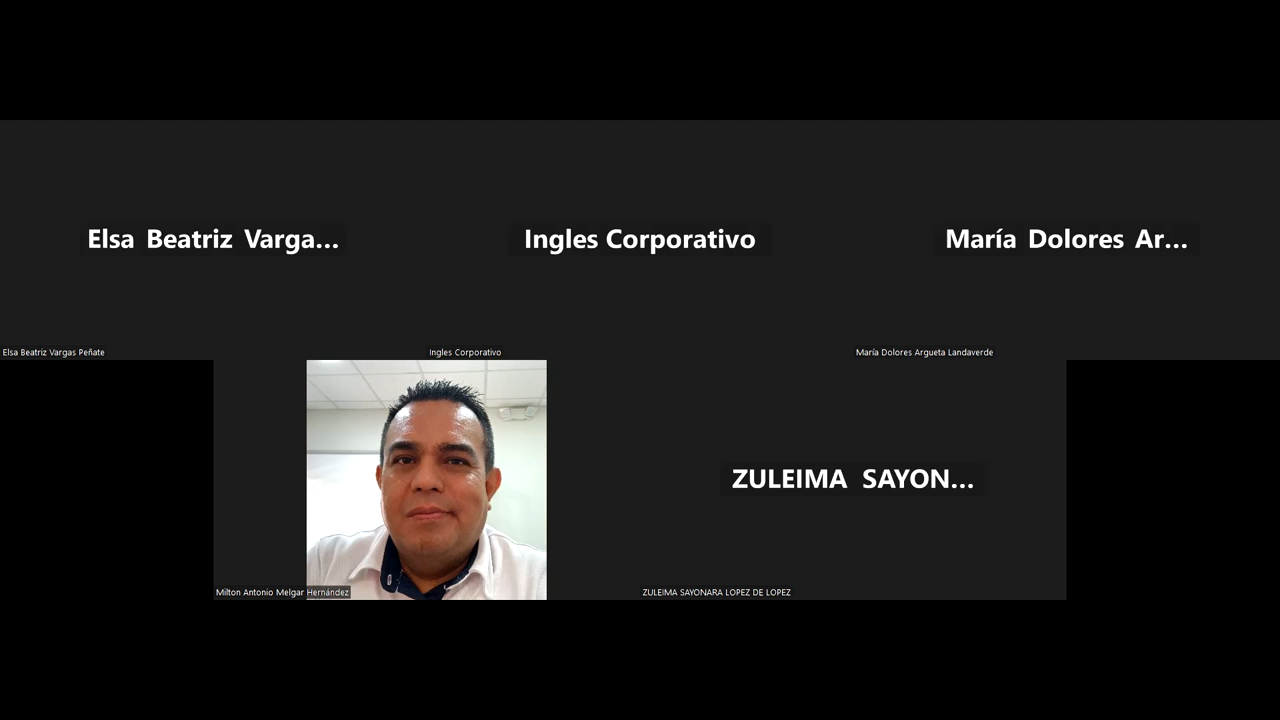 Elsa Beatriz Varga...
Ingles Corporativo
María Dolores Ar...
Elsa Beatriz Vargas Peñate
Ingles Corporativo
María Dolores Argueta Landaverde
ZULEIMA SAYON...
Milton Antonio Melgar Hernández
ZULEIMA SAYONARA LOPEZ DE LOPEZ